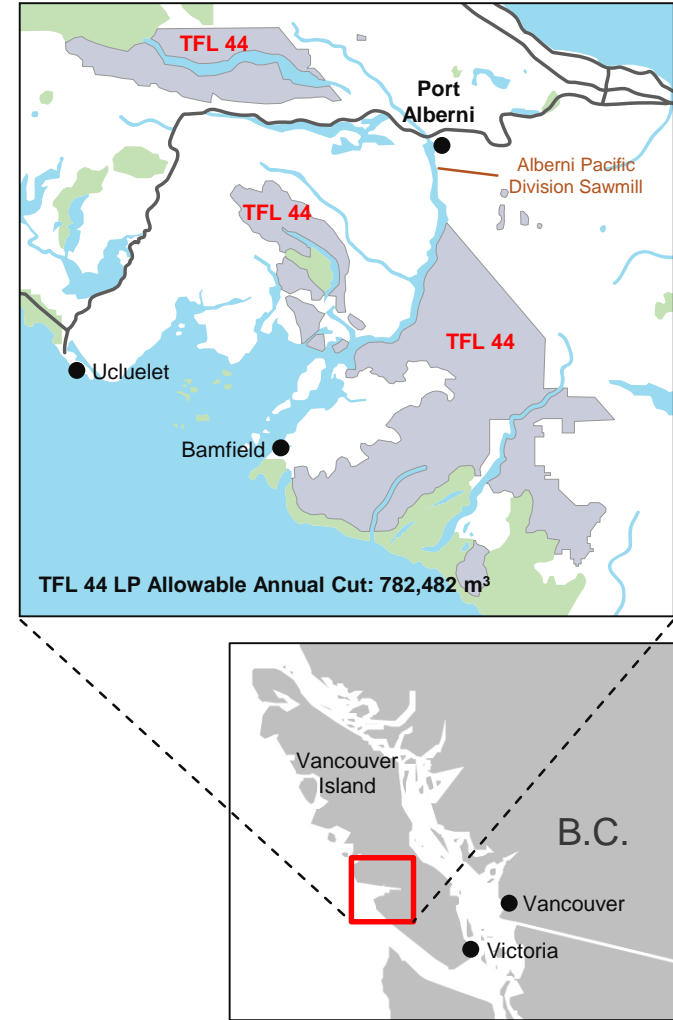 TFL 44
Port
Alberni
Alberni Pacific
Division Sawmill
TFL 44
TFL 44
Ucluelet
Bamfield
TFL 44 LP Allowable Annual Cut: 782,482 m³
Vancouver
Island
B.C.
Vancouver
Victoria